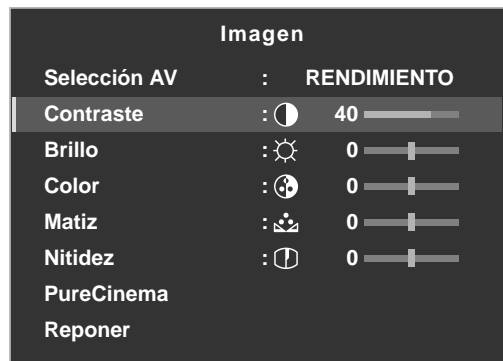 Imagen
Selección AV : RENDIMIENTO
Contraste : 40
Brillo : 0
Color : 0
Matiz : 0
Nitidez : 0
PureCinema
Reponer